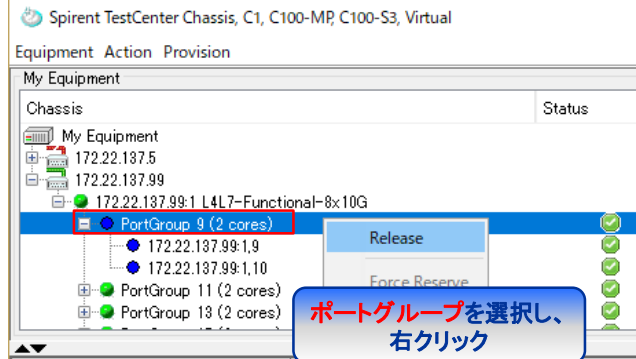 Spirent TestCenter Chassis, C1, C100-MP, C100-S3, Virtual
Equipment Action Provision
My Equipment
Chassis Status
My Equipment
172.22.137.5
172.22.137.99
172.22.137.99:1 L4L7-Functional-8x10G
PortGroup 9 (2 cores)
Release
172.22.137.99:1,9
172.22.137.99:1,10
Force Reserve
PortGroup 11 (2 cores)
PortGroup 13 (2 cores)
ポートグループを選択し、
右クリック